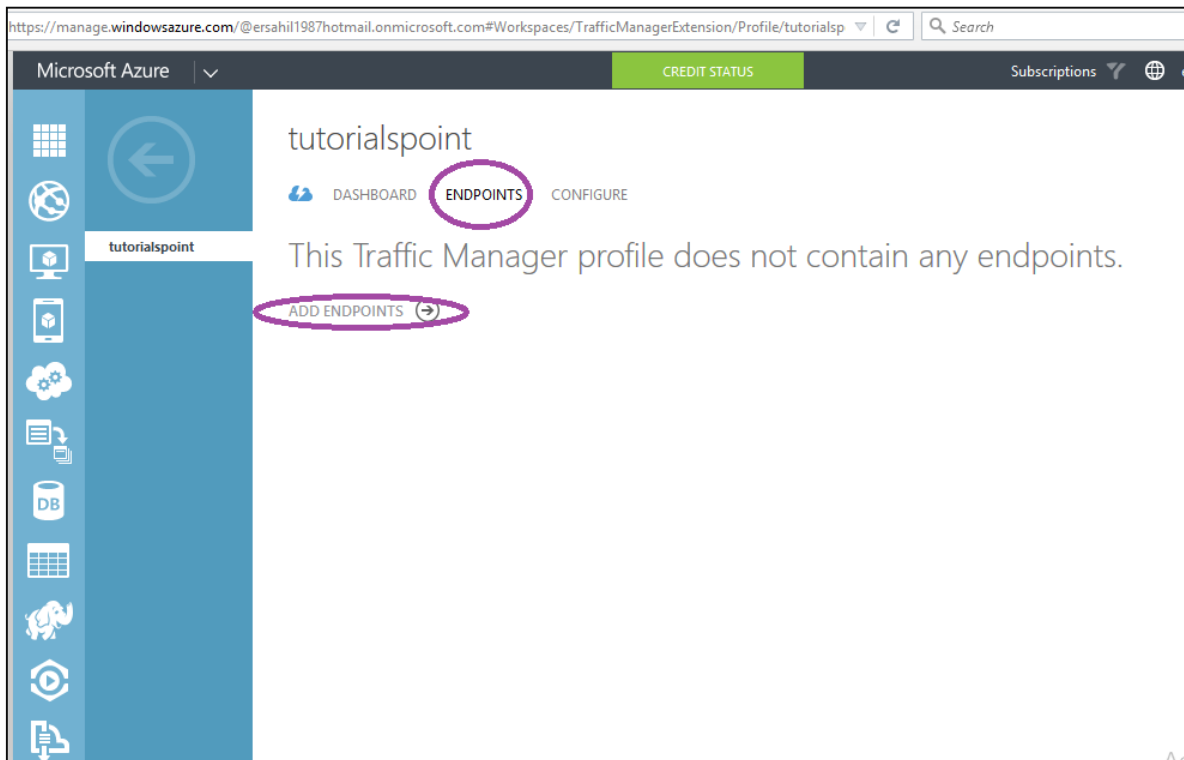 https://manage.windowsazure.com/@ersahil1987hotmail.onmicrosoft.com#Workspaces/TrafficManagerExtension/Profile/tutorialsp
Search
Microsoft Azure
CREDIT STATUS
Subscriptions
tutorialspoint
DASHBOARD ENDPOINTS CONFIGURE
tutorialspoint
This Traffic Manager profile does not contain any endpoints.
ADD ENDPOINTS
DB